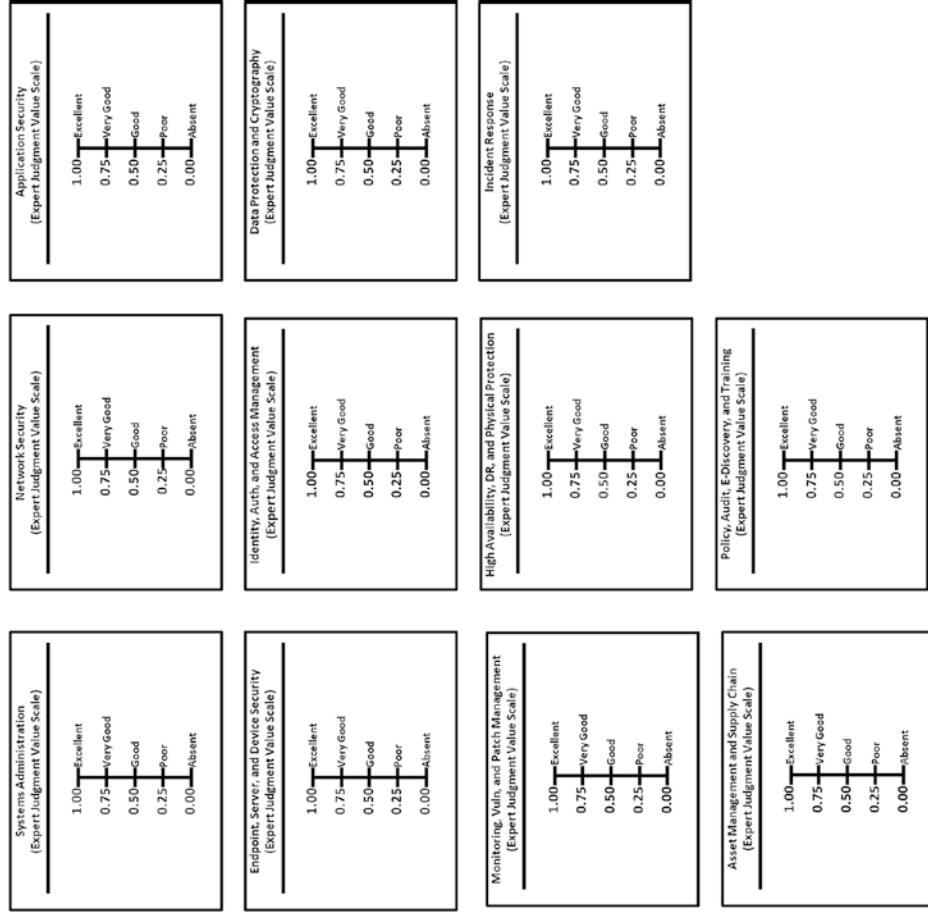 Systems Administration
(Expert Judgment Value Scale)
1.00 Excellent
0.75 Very Good
0.50 Good
0.25 Poor
0.00 Absent
Network Security
(Expert Judgment Value Scale)
1.00 Excellent
0.75 Very Good
0.50 Good
0.25 Poor
0.00 Absent
Application Security
(Expert Judgment Value Scale)
1.00 Excellent
0.75 Very Good
0.50 Good
0.25 Poor
0.00 Absent
Endpoint, Server, and Device Security
(Expert Judgment Value Scale)
1.00 Excellent
0.75 Very Good
0.50 Good
0.25 Poor
0.00 Absent
Identity, Auth, and Access Management
(Expert Judgment Value Scale)
1.00 Excellent
0.75 Very Good
0.50 Good
0.25 Poor
0.00 Absent
Data Protection and Cryptography
(Expert Judgment Value Scale)
1.00 Excellent
0.75 Very Good
0.50 Good
0.25 Poor
0.00 Absent
Monitoring, Vuln, and Patch Management
(Expert Judgment Value Scale)
1.00 Excellent
0.75 Very Good
0.50 Good
0.25 Poor
0.00 Absent
High Availability, DR, and Physical Protection
(Expert Judgment Value Scale)
1.00 Excellent
0.75 Very Good
0.50 Good
0.25 Poor
0.00 Absent
Incident Response
(Expert Judgment Value Scale)
1.00 Excellent
0.75 Very Good
0.50 Good
0.25 Poor
0.00 Absent
Asset Management and Supply Chain
(Expert Judgment Value Scale)
1.00 Excellent
0.75 Very Good
0.50 Good
0.25 Poor
0.00 Absent
Policy, Audit, E-Discovery, and Training
(Expert Judgment Value Scale)
1.00 Excellent
0.75 Very Good
0.50 Good
0.25 Poor
0.00 Absent